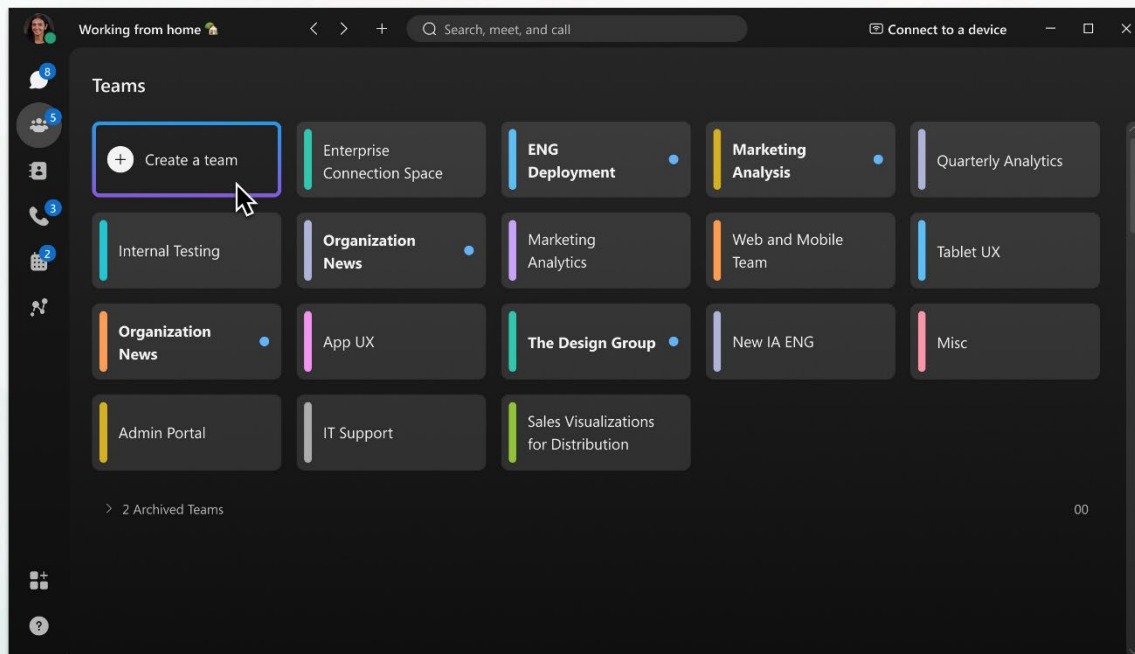 Working from home
Search, meet, and call
Connect to a device
8
5
3
2
Teams
Create a team
Enterprise
Connection Space
ENG
Deployment
Marketing
Analysis
Quarterly Analytics
Internal Testing
Organization
News
Marketing
Analytics
Web and Mobile
Team
Tablet UX
Organization
News
App UX
The Design Group
New IA ENG
Misc
Admin Portal
IT Support
Sales Visualizations
for Distribution
2 Archived Teams
00